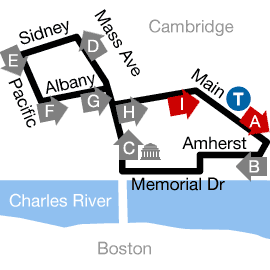 Cambridge
Sidney
Mass Ave
D
E
Albany
Main
T
Pacific
F
G
H
I
A
Amherst
C
B
Memorial Dr
Charles River
Boston